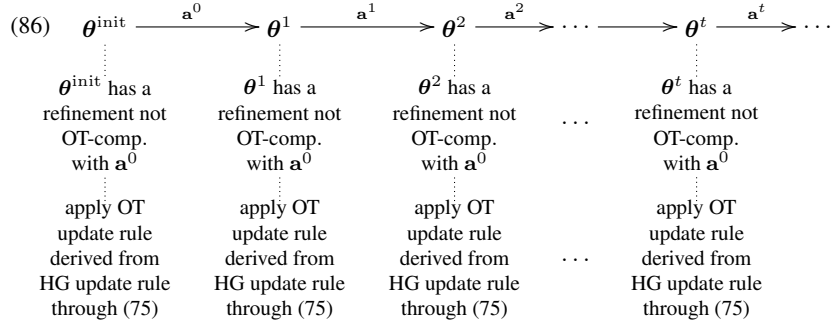 (86) θ^init a^0 θ^1 a^1 θ^2 a^2 ··· θ^t a^t ···
θ^init has a θ^1 has a θ^2 has a θ^t has a
refinement not refinement not refinement not refinement not
OT-comp. OT-comp. OT-comp. ··· OT-comp.
with a^0 with a^0 with a^0 with a^0
apply OT apply OT apply OT apply OT
update rule update rule update rule update rule
derived from derived from derived from ··· derived from
HG update rule HG update rule HG update rule HG update rule
through (75) through (75) through (75) through (75)